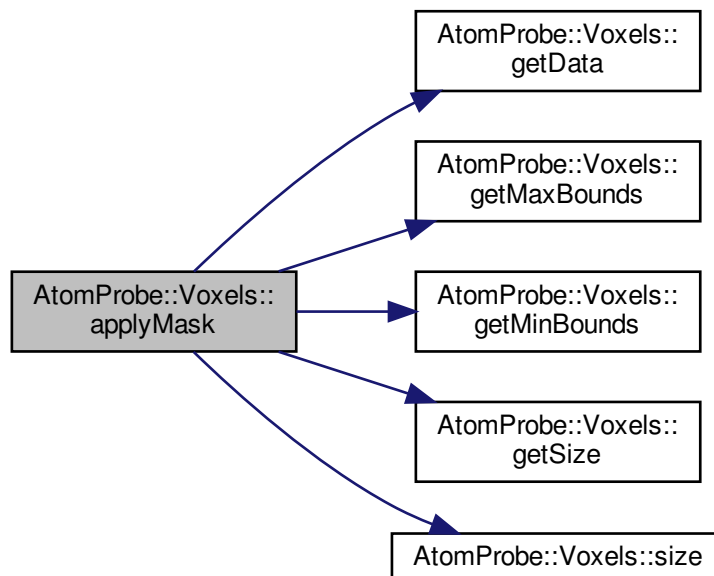 AtomProbe::Voxels::
getData
AtomProbe::Voxels::
getMaxBounds
AtomProbe::Voxels::
applyMask
AtomProbe::Voxels::
getMinBounds
AtomProbe::Voxels::
getSize
AtomProbe::Voxels::size